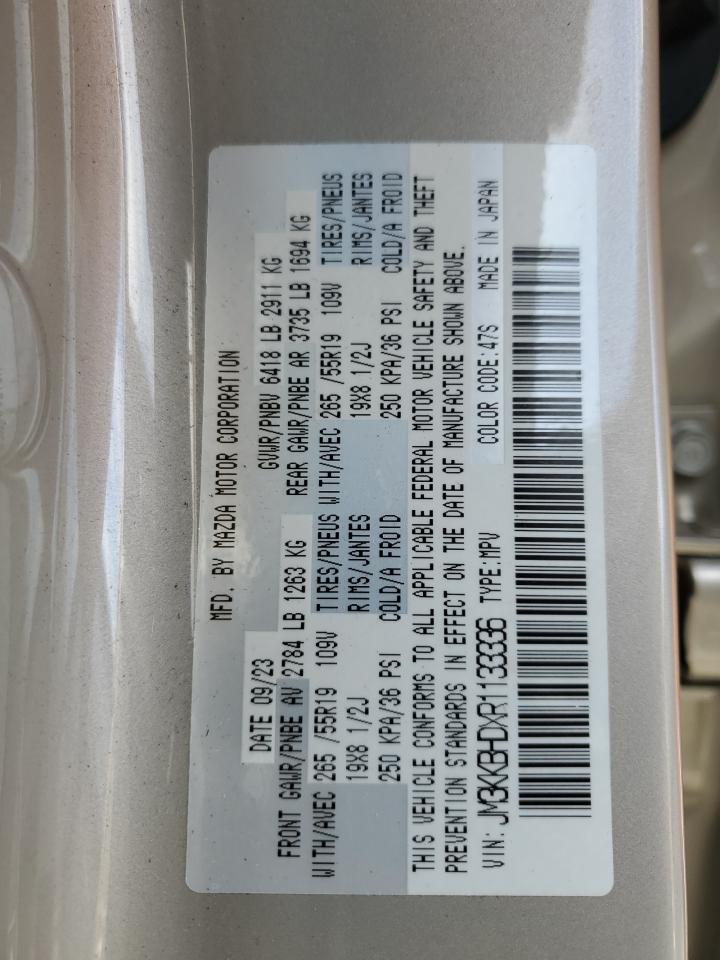 MFD. BY MAZDA MOTOR CORPORATION
DATE 09/23 GVWR/PNBV 6418 LB 2911 KG
FRONT GAWR/PNBE AV 2784 LB 1263 KG REAR GAWR/PNBE AR 3735 LB 1694 KG
WITH/AVEC 265 /55R19 109V TIRES/PNEUS WITH/AVEC 265 /55R19 109V TIRES/PNEUS
19X8 1/2J RIMS/JANTES 19X8 1/2J RIMS/JANTES
250 KPA/36 PSI COLD/A FROID 250 KPA/36 PSI COLD/A FROID
THIS VEHICLE CONFORMS TO ALL APPLICABLE FEDERAL MOTOR VEHICLE SAFETY AND THEFT
PREVENTION STANDARDS IN EFFECT ON THE DATE OF MANUFACTURE SHOWN ABOVE.
VIN: JM3KKBHDXR1133336 TYPE:MPV COLOR CODE:47S MADE IN JAPAN